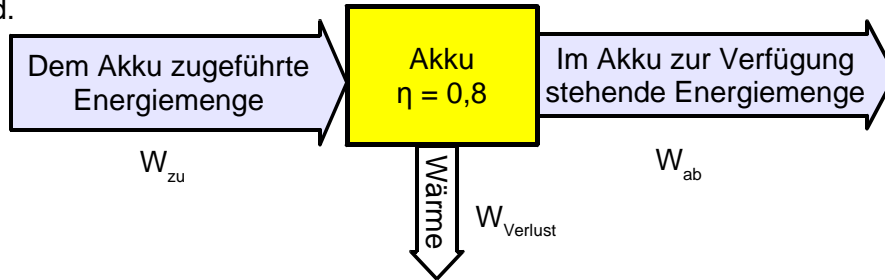 d.
Dem Akku zugeführte
Energiemenge
Akku
η = 0,8
Im Akku zur Verfügung
stehende Energiemenge
W_zu
W_ab
Wärme
W_Verlust